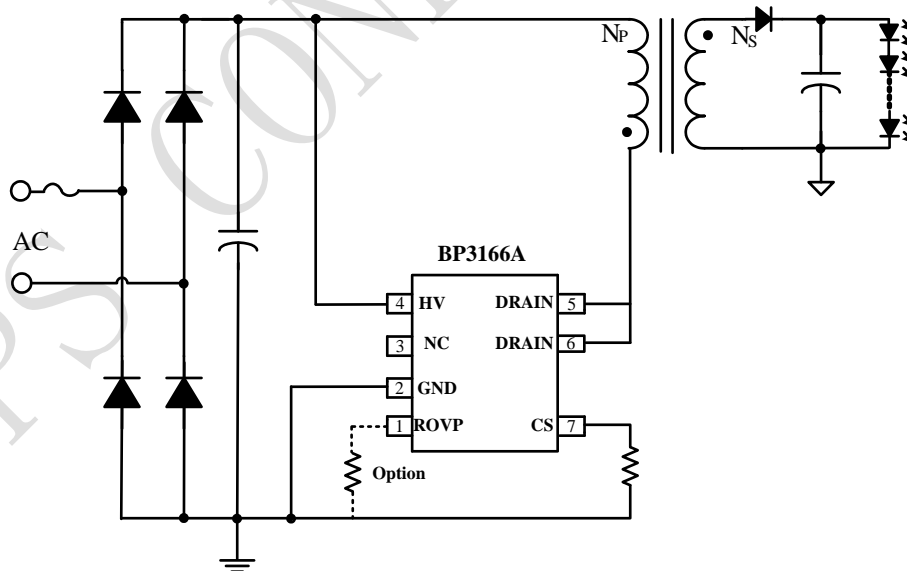 NP
NS
AC
BP3166A
4 HV
DRAIN 5
3 NC
DRAIN 6
2 GND
1 ROVP
CS 7
Option